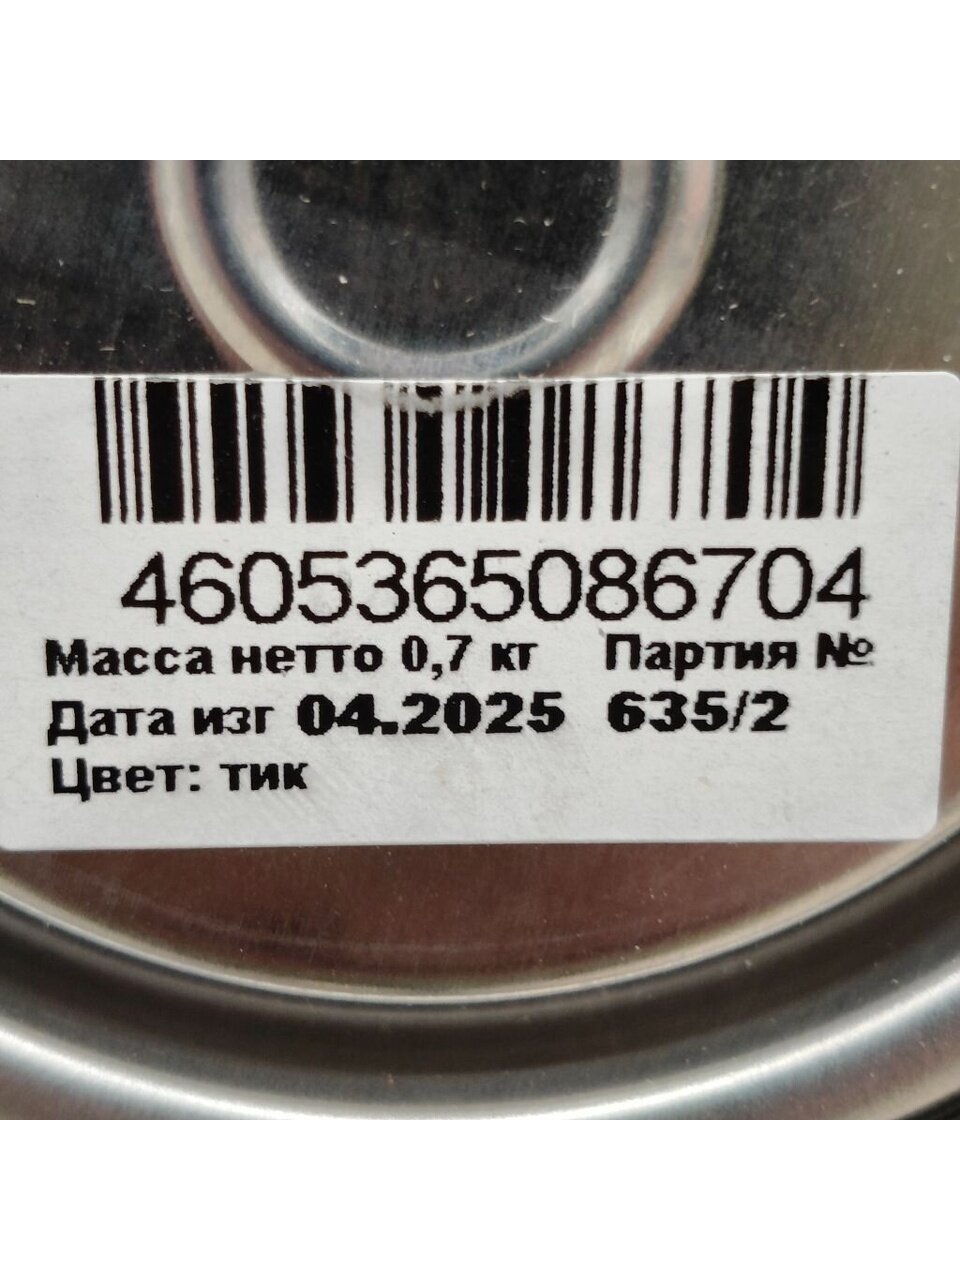 4605365086704
Масса нетто 0,7 кг Партия №
Дата изг 04.2025 635/2
Цвет: тик